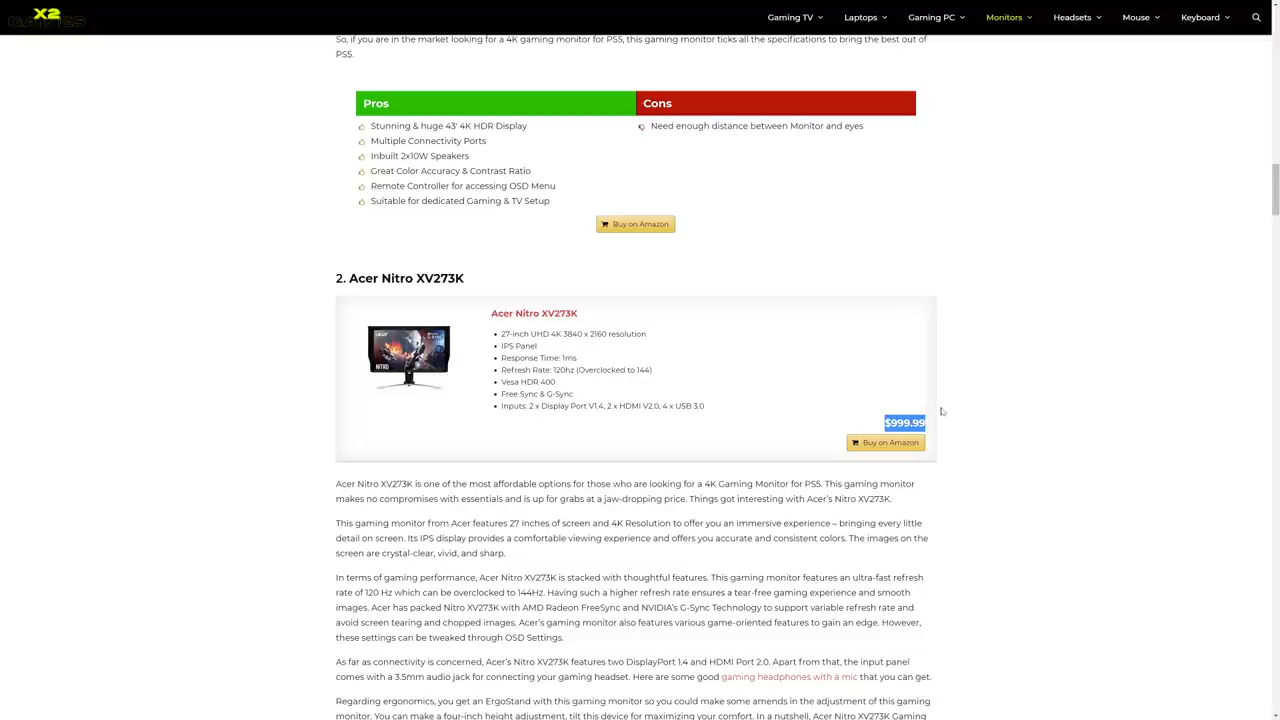 X2
GAMES
Gaming TV
Laptops
Gaming PC
Monitors
Headsets
Mouse
Keyboard
So, if you are in the market looking for a 4K gaming monitor for PS5, this gaming monitor ticks all the specifications to bring the best out of
PS5.
Pros
Cons
Stunning & huge 43' 4K HDR Display
Need enough distance between Monitor and eyes
Multiple Connectivity Ports
Inbuilt 2x10W Speakers
Great Color Accuracy & Contrast Ratio
Remote Controller for accessing OSD Menu
Suitable for dedicated Gaming & TV Setup
Buy on Amazon
2. Acer Nitro XV273K
Acer Nitro XV273K
27-inch UHD 4K 3840 x 2160 resolution
IPS Panel
Response Time: 1ms
Refresh Rate: 120hz (Overclocked to 144)
Vesa HDR 400
Free Sync & G-Sync
Inputs: 2 x Display Port V1.4, 2 x HDMI V2.0, 4 x USB 3.0
NITRO
$999.99
Buy on Amazon
Acer Nitro XV273K is one of the most affordable options for those who are looking for a 4K Gaming Monitor for PS5. This gaming monitor
makes no compromises with essentials and is up for grabs at a jaw-dropping price. Things got interesting with Acer's Nitro XV273K.
This gaming monitor from Acer features 27 inches of screen and 4K Resolution to offer you an immersive experience – bringing every little
detail on screen. Its IPS display provides a comfortable viewing experience and offers you accurate and consistent colors. The images on the
screen are crystal-clear, vivid, and sharp.
In terms of gaming performance, Acer Nitro XV273K is stacked with thoughtful features. This gaming monitor features an ultra-fast refresh
rate of 120 Hz which can be overclocked to 144Hz. Having such a higher refresh rate ensures a tear-free gaming experience and smooth
images. Acer has packed Nitro XV273K with AMD Radeon FreeSync and NVIDIA's G-Sync Technology to support variable refresh rate and
avoid screen tearing and chopped images. Acer's gaming monitor also features various game-oriented features to gain an edge. However,
these settings can be tweaked through OSD Settings.
As far as connectivity is concerned, Acer's Nitro XV273K features two DisplayPort 1.4 and HDMI Port 2.0. Apart from that, the input panel
comes with a 3.5mm audio jack for connecting your gaming headset. Here are some good gaming headphones with a mic that you can get.
Regarding ergonomics, you get an ErgoStand with this gaming monitor so you could make some amends in the adjustment of this gaming
monitor. You can make a four-inch height adjustment, tilt this device for maximizing your comfort. In a nutshell, Acer Nitro XV273K Gaming